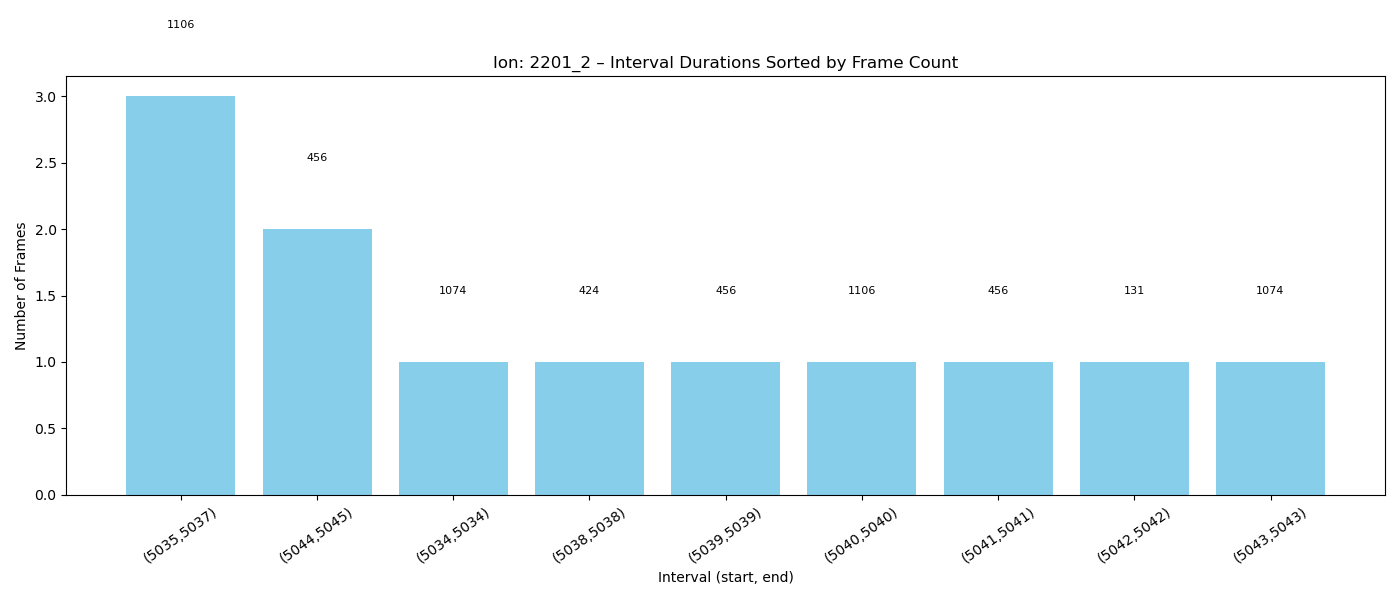 1106
Ion: 2201_2 – Interval Durations Sorted by Frame Count
3.0
2.5
2.0
1.5
1.0
0.5
0.0
Number of Frames
456
1074 424 456 1106 456 131 1074
(5035,5037) (5044,5045) (5034,5034) (5038,5038) (5039,5039) (5040,5040) (5041,5041) (5042,5042) (5043,5043)
Interval (start, end)